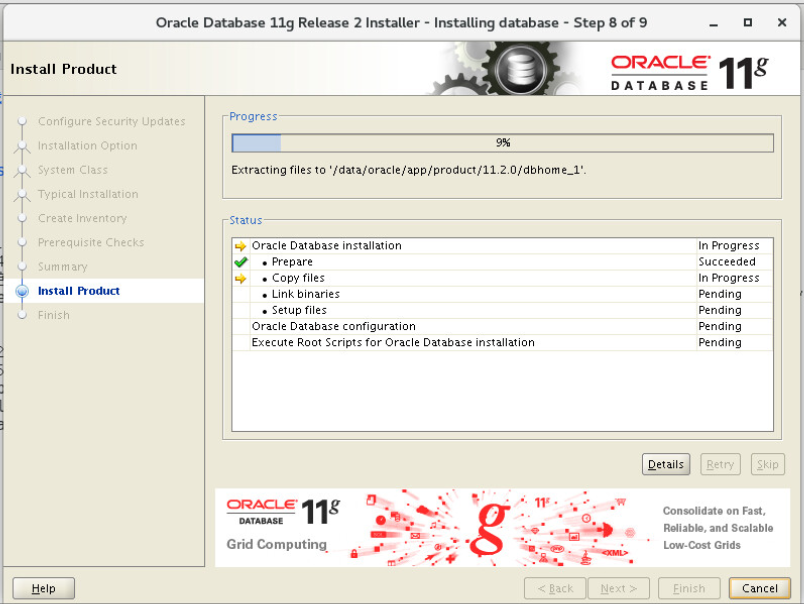 Oracle Database 11g Release 2 Installer - Installing database - Step 8 of 9
Install Product
ORACLE
DATABASE
11g
Configure Security Updates
Installation Option
System Class
Typical Installation
Create Inventory
Prerequisite Checks
Summary
Install Product
Finish
Progress
9%
Extracting files to '/data/oracle/app/product/11.2.0/dbhome_1'.
Status
Oracle Database installation In Progress
• Prepare Succeeded
• Copy files In Progress
• Link binaries Pending
• Setup files Pending
Oracle Database configuration Pending
Execute Root Scripts for Oracle Database installation Pending
Details Retry Skip
ORACLE 11g
DATABASE
Grid Computing
g
11g
<XML>
Consolidate on Fast,
Reliable, and Scalable
Low-Cost Grids
Help < Back Next > Finish Cancel